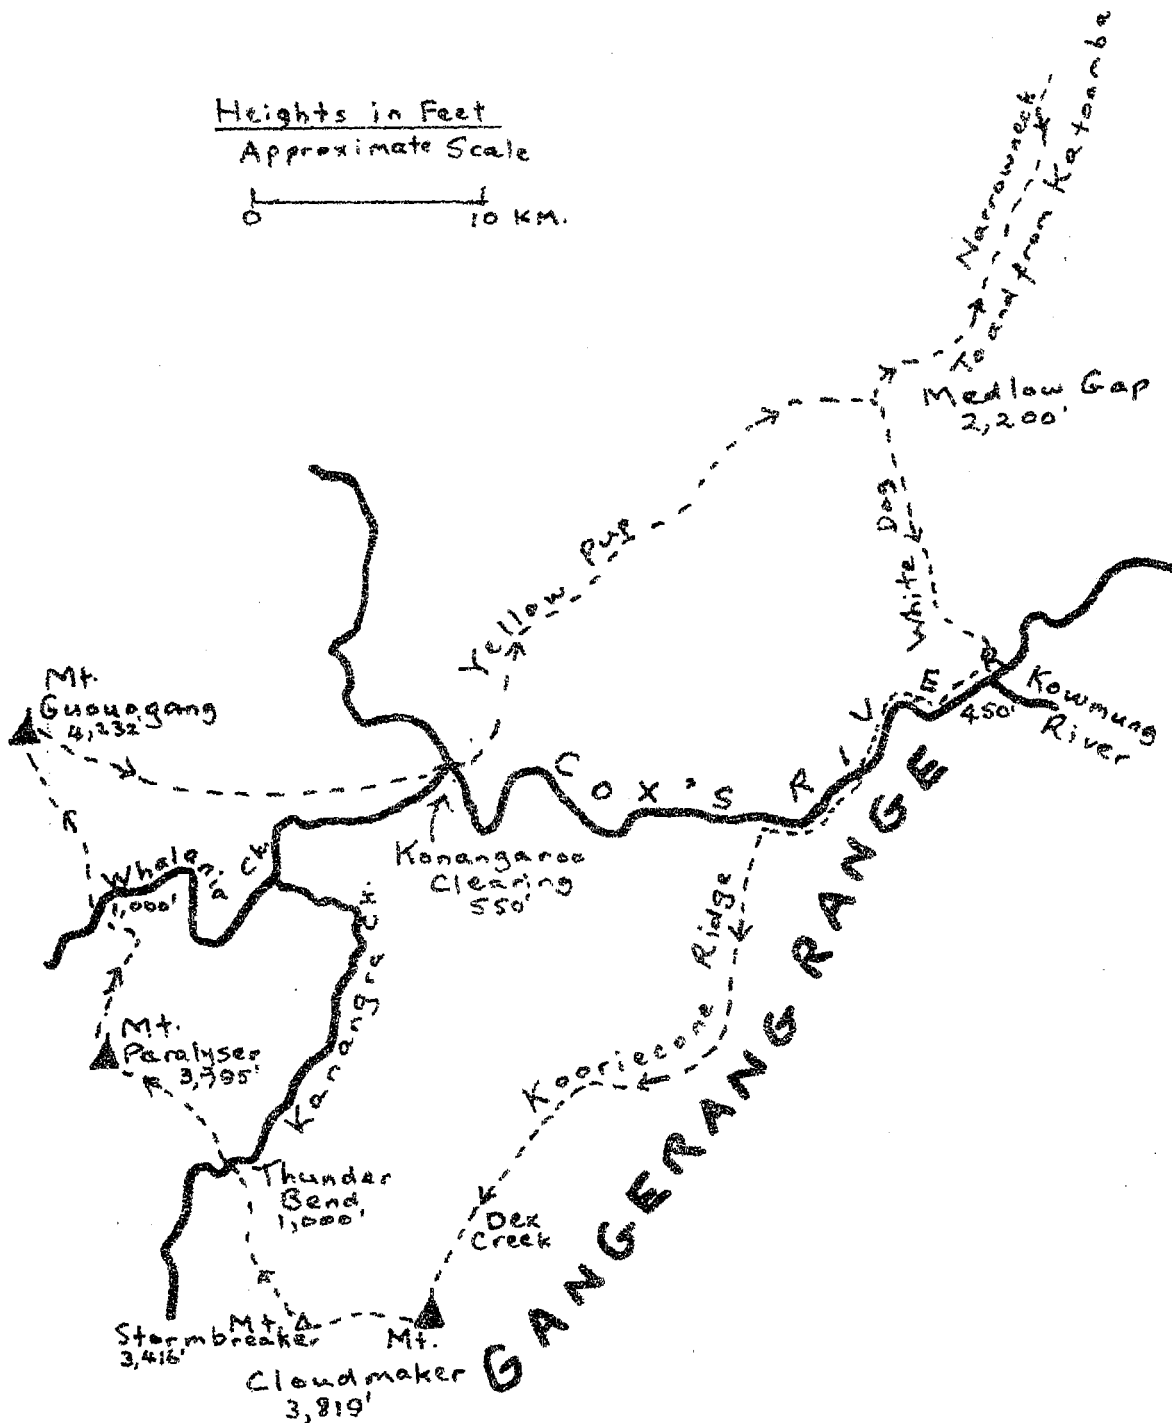 Heights in Feet
Approximate Scale
0 10 KM.
Narrowneck
To and from Katoomba
Medlow Gap
2,200'
White Dog
Yellow Pup
Mt.
Guouogang
4,232'
COX'S RIVER
450'
Kowmung
River
Whalan's Ck.
1,000'
Konangaroo
Clearing
550'
Kanangra Ck.
Kooriecone Ridge
Mt.
Paralyser
3,795'
Thunder
Bend
1,000'
Dex
Creek
Mt.
Stormbreaker
3,416'
Mt.
Cloudmaker
3,819'
GANGERANG RANGE